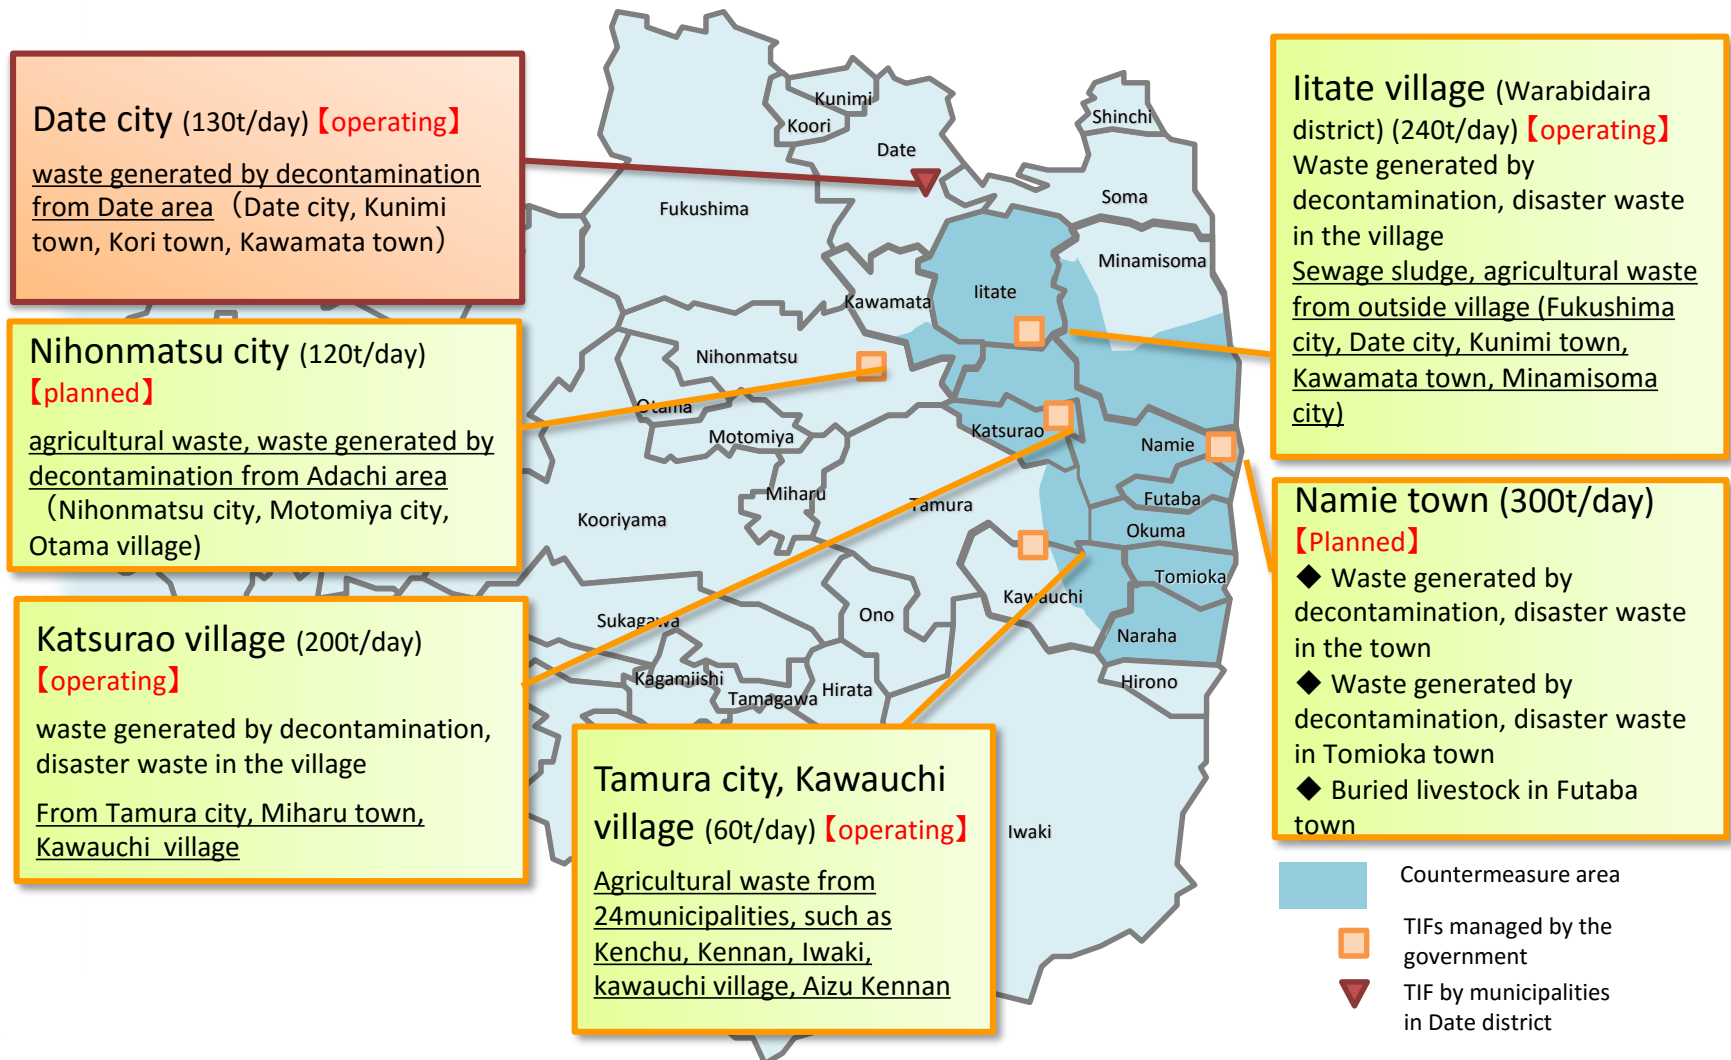 Date city (130t/day)【operating】
waste generated by decontamination
from Date area（Date city, Kunimi
town, Kori town, Kawamata town）
Nihonmatsu city (120t/day)
【planned】
agricultural waste, waste generated by
decontamination from Adachi area
（Nihonmatsu city, Motomiya city,
Otama village)
Katsurao village (200t/day)
【operating】
waste generated by decontamination,
disaster waste in the village
From Tamura city, Miharu town,
Kawauchi village
Tamura city, Kawauchi
village (60t/day)【operating】
Agricultural waste from
24municipalities, such as
Kenchu, Kennan, Iwaki,
kawauchi village, Aizu Kennan
Iitate village (Warabidaira
district) (240t/day)【operating】
Waste generated by
decontamination, disaster waste
in the village
Sewage sludge, agricultural waste
from outside village (Fukushima
city, Date city, Kunimi town,
Kawamata town, Minamisoma
city)
Namie town (300t/day)
【Planned】
◆ Waste generated by
decontamination, disaster waste
in the town
◆ Waste generated by
decontamination, disaster waste
in Tomioka town
◆ Buried livestock in Futaba
town
Kunimi
Koori
Shinchi
Date
Soma
Fukushima
Minamisoma
Iitate
Kawamata
Nihonmatsu
Otama
Motomiya
Katsurao
Namie
Miharu
Futaba
Tamura
Kooriyama
Okuma
Tomioka
Kawauchi
Ono
Sukagawa
Naraha
Kagamiishi
Tamagawa
Hirata
Hirono
Iwaki
Countermeasure area
TIFs managed by the
government
TIF by municipalities
in Date district